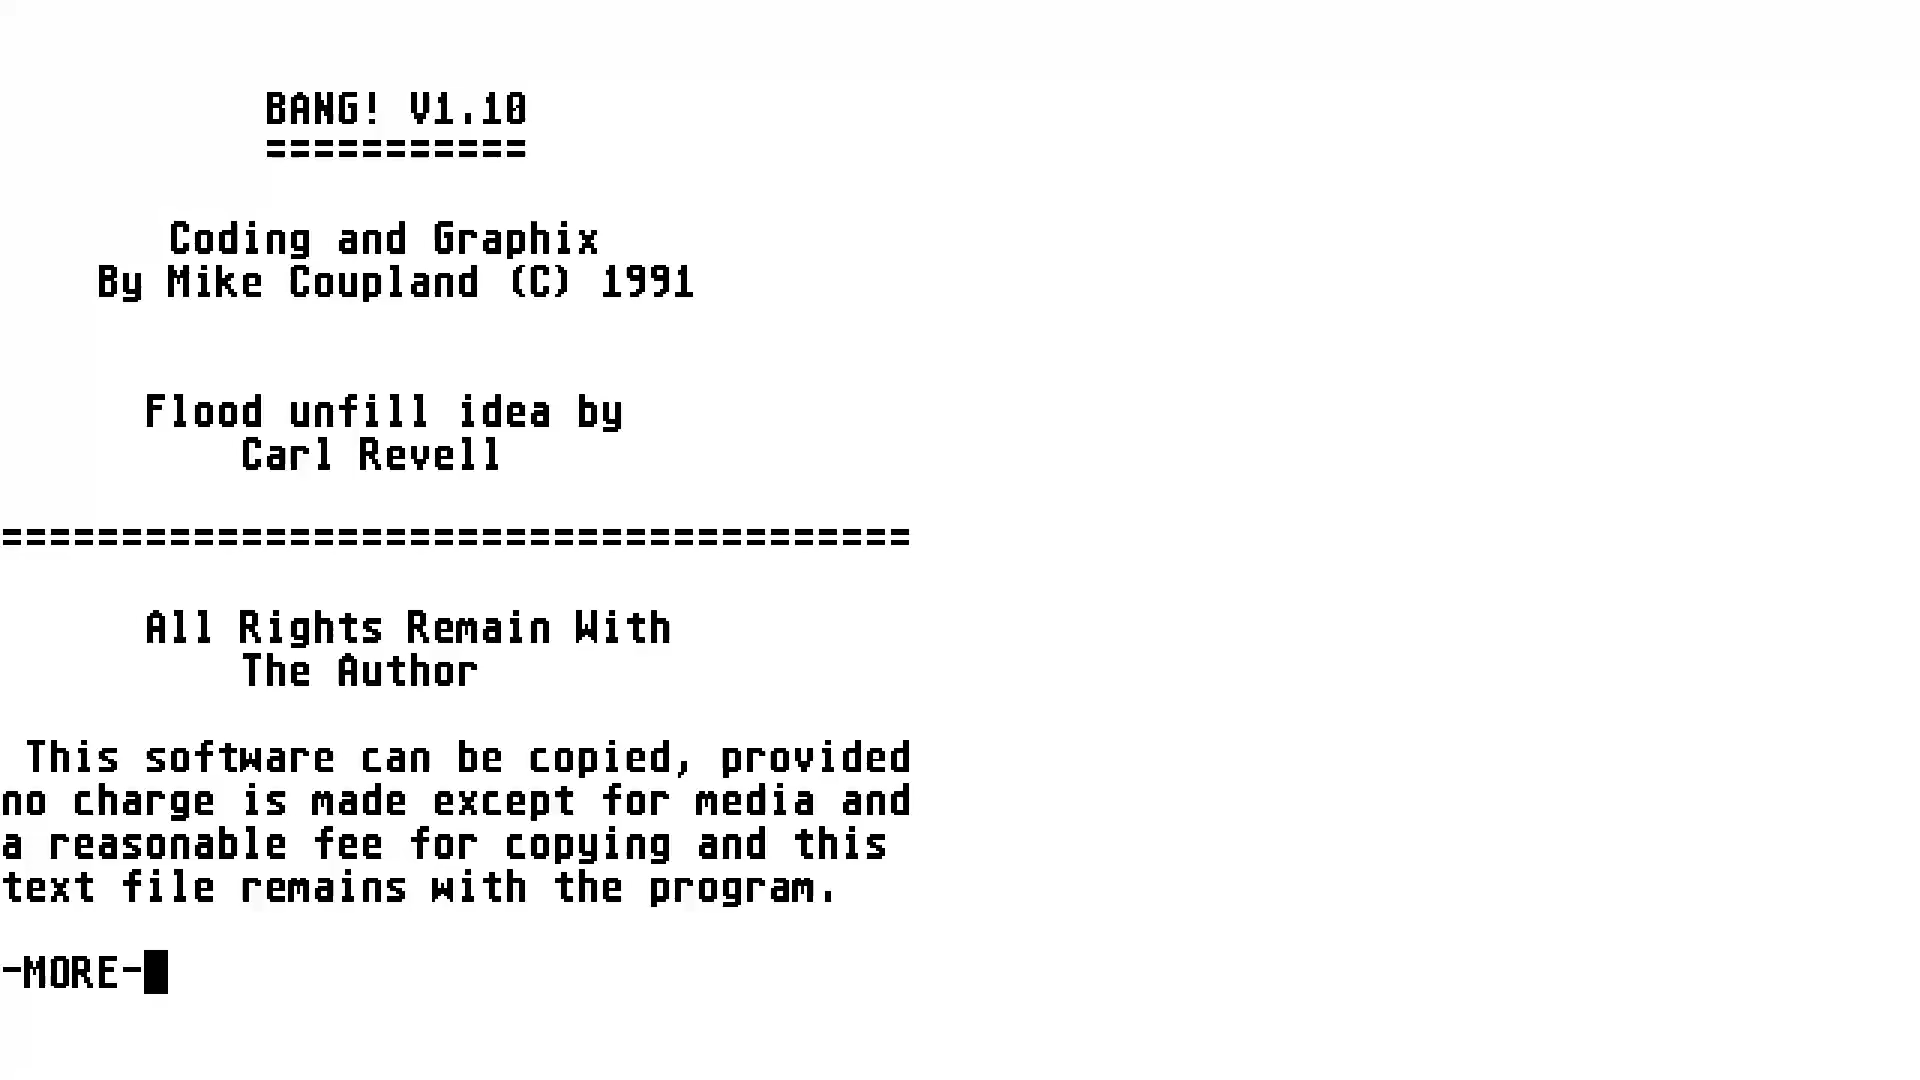 BANG! V1.10
===========
Coding and Graphix
By Mike Coupland (C) 1991
Flood unfill idea by
Carl Revell
======================================
All Rights Remain With
The Author
This software can be copied, provided
no charge is made except for media and
a reasonable fee for copying and this
text file remains with the program.
-MORE-